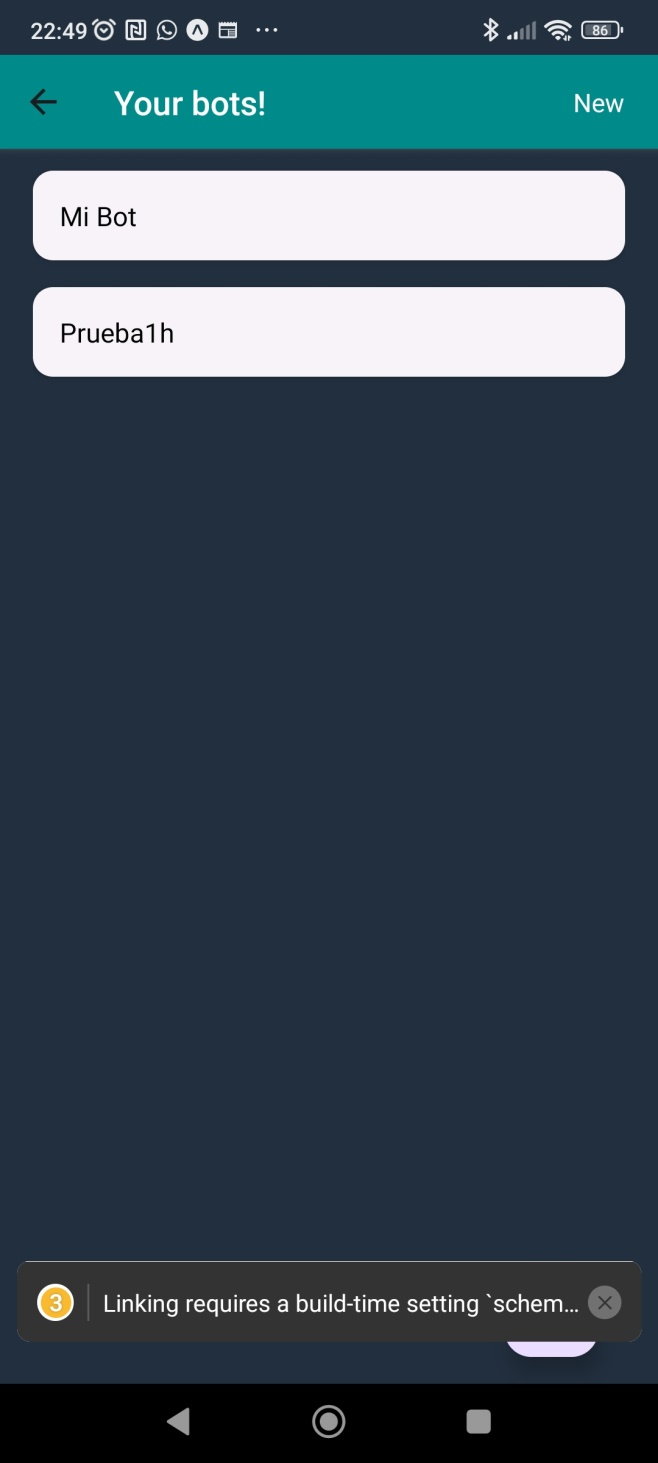 22:49
86
Your bots!
New
Mi Bot
Prueba1h
3
Linking requires a build-time setting `schem...